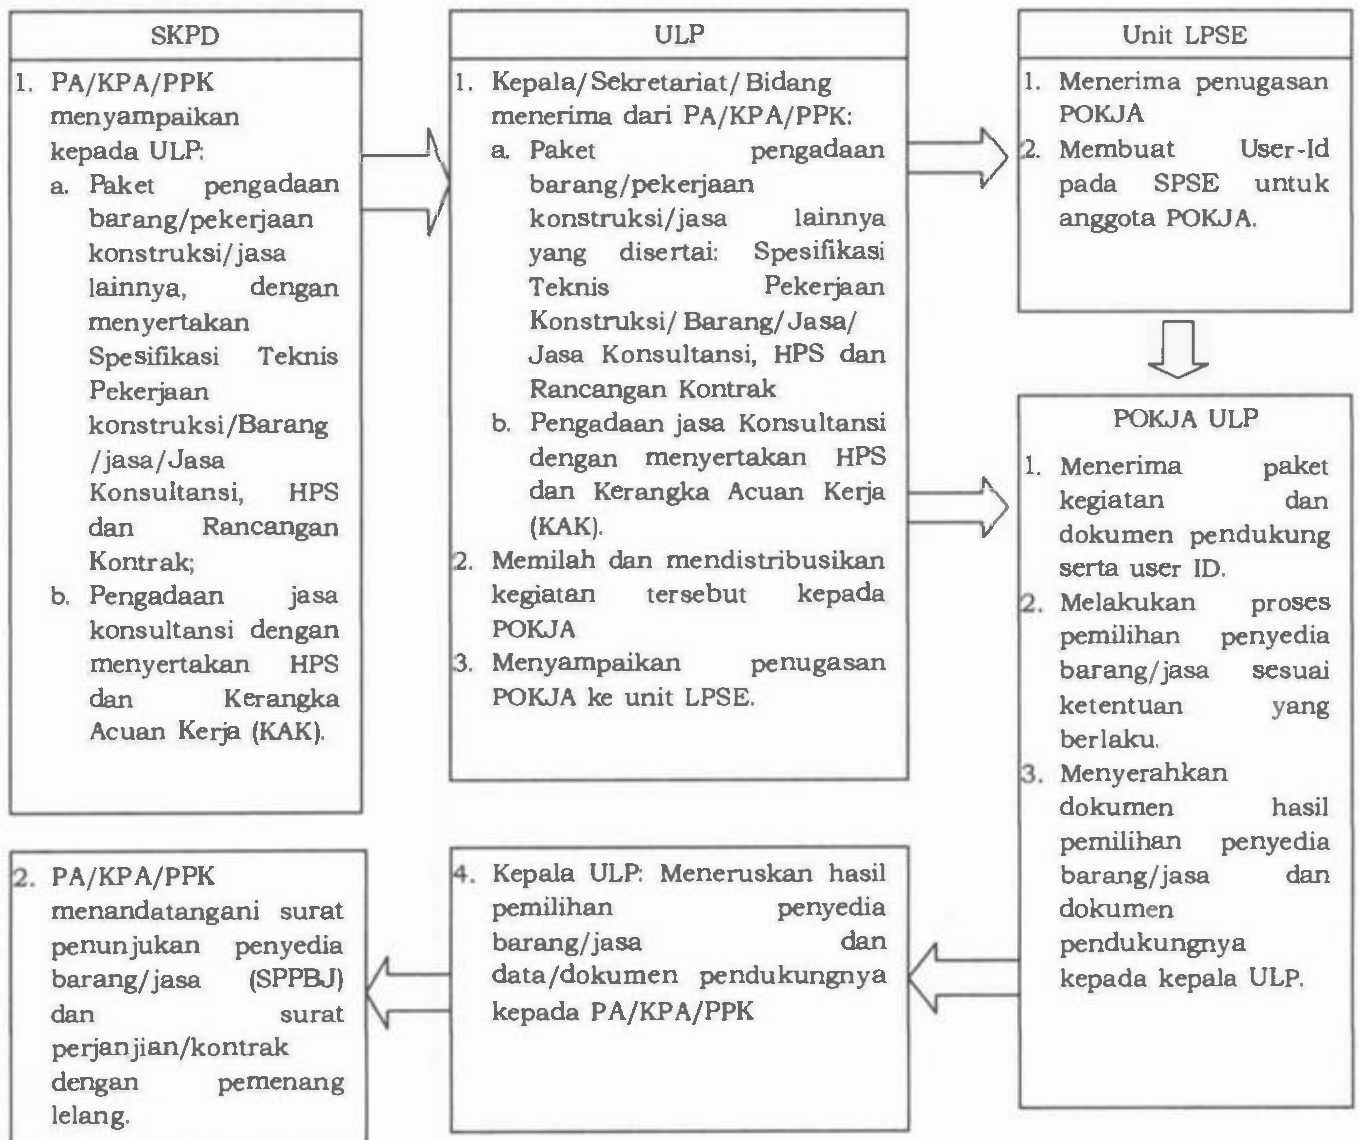 SKPD
1. PA/KPA/PPK
menyampaikan
kepada ULP:
a. Paket pengadaan
barang/pekerjaan
konstruksi/jasa
lainnya, dengan
menyertakan
Spesifikasi Teknis
Pekerjaan
konstruksi/Barang
/jasa/Jasa
Konsultansi, HPS
dan Rancangan
Kontrak;
b. Pengadaan jasa
konsultansi dengan
menyertakan HPS
dan Kerangka
Acuan Kerja (KAK).
ULP
1. Kepala/Sekretariat/Bidang
menerima dari PA/KPA/PPK:
a. Paket pengadaan
barang/pekerjaan
konstruksi/jasa lainnya
yang disertai: Spesifikasi
Teknis Pekerjaan
Konstruksi/Barang/Jasa/
Jasa Konsultansi, HPS dan
Rancangan Kontrak
b. Pengadaan jasa Konsultansi
dengan menyertakan HPS
dan Kerangka Acuan Kerja
(KAK).
2. Memilah dan mendistribusikan
kegiatan tersebut kepada
POKJA
3. Menyampaikan penugasan
POKJA ke unit LPSE.
Unit LPSE
1. Menerima penugasan
POKJA
2. Membuat User-Id
pada SPSE untuk
anggota POKJA.
POKJA ULP
1. Menerima paket
kegiatan dan
dokumen pendukung
serta user ID.
2. Melakukan proses
pemilihan penyedia
barang/jasa sesuai
ketentuan yang
berlaku.
3. Menyerahkan
dokumen hasil
pemilihan penyedia
barang/jasa dan
dokumen
pendukungnya
kepada kepala ULP.
4. Kepala ULP: Meneruskan hasil
pemilihan penyedia
barang/jasa dan
data/dokumen pendukungnya
kepada PA/KPA/PPK
2. PA/KPA/PPK
menandatangani surat
penunjukan penyedia
barang/jasa (SPPBJ)
dan surat
perjanjian/kontrak
dengan pemenang
lelang.